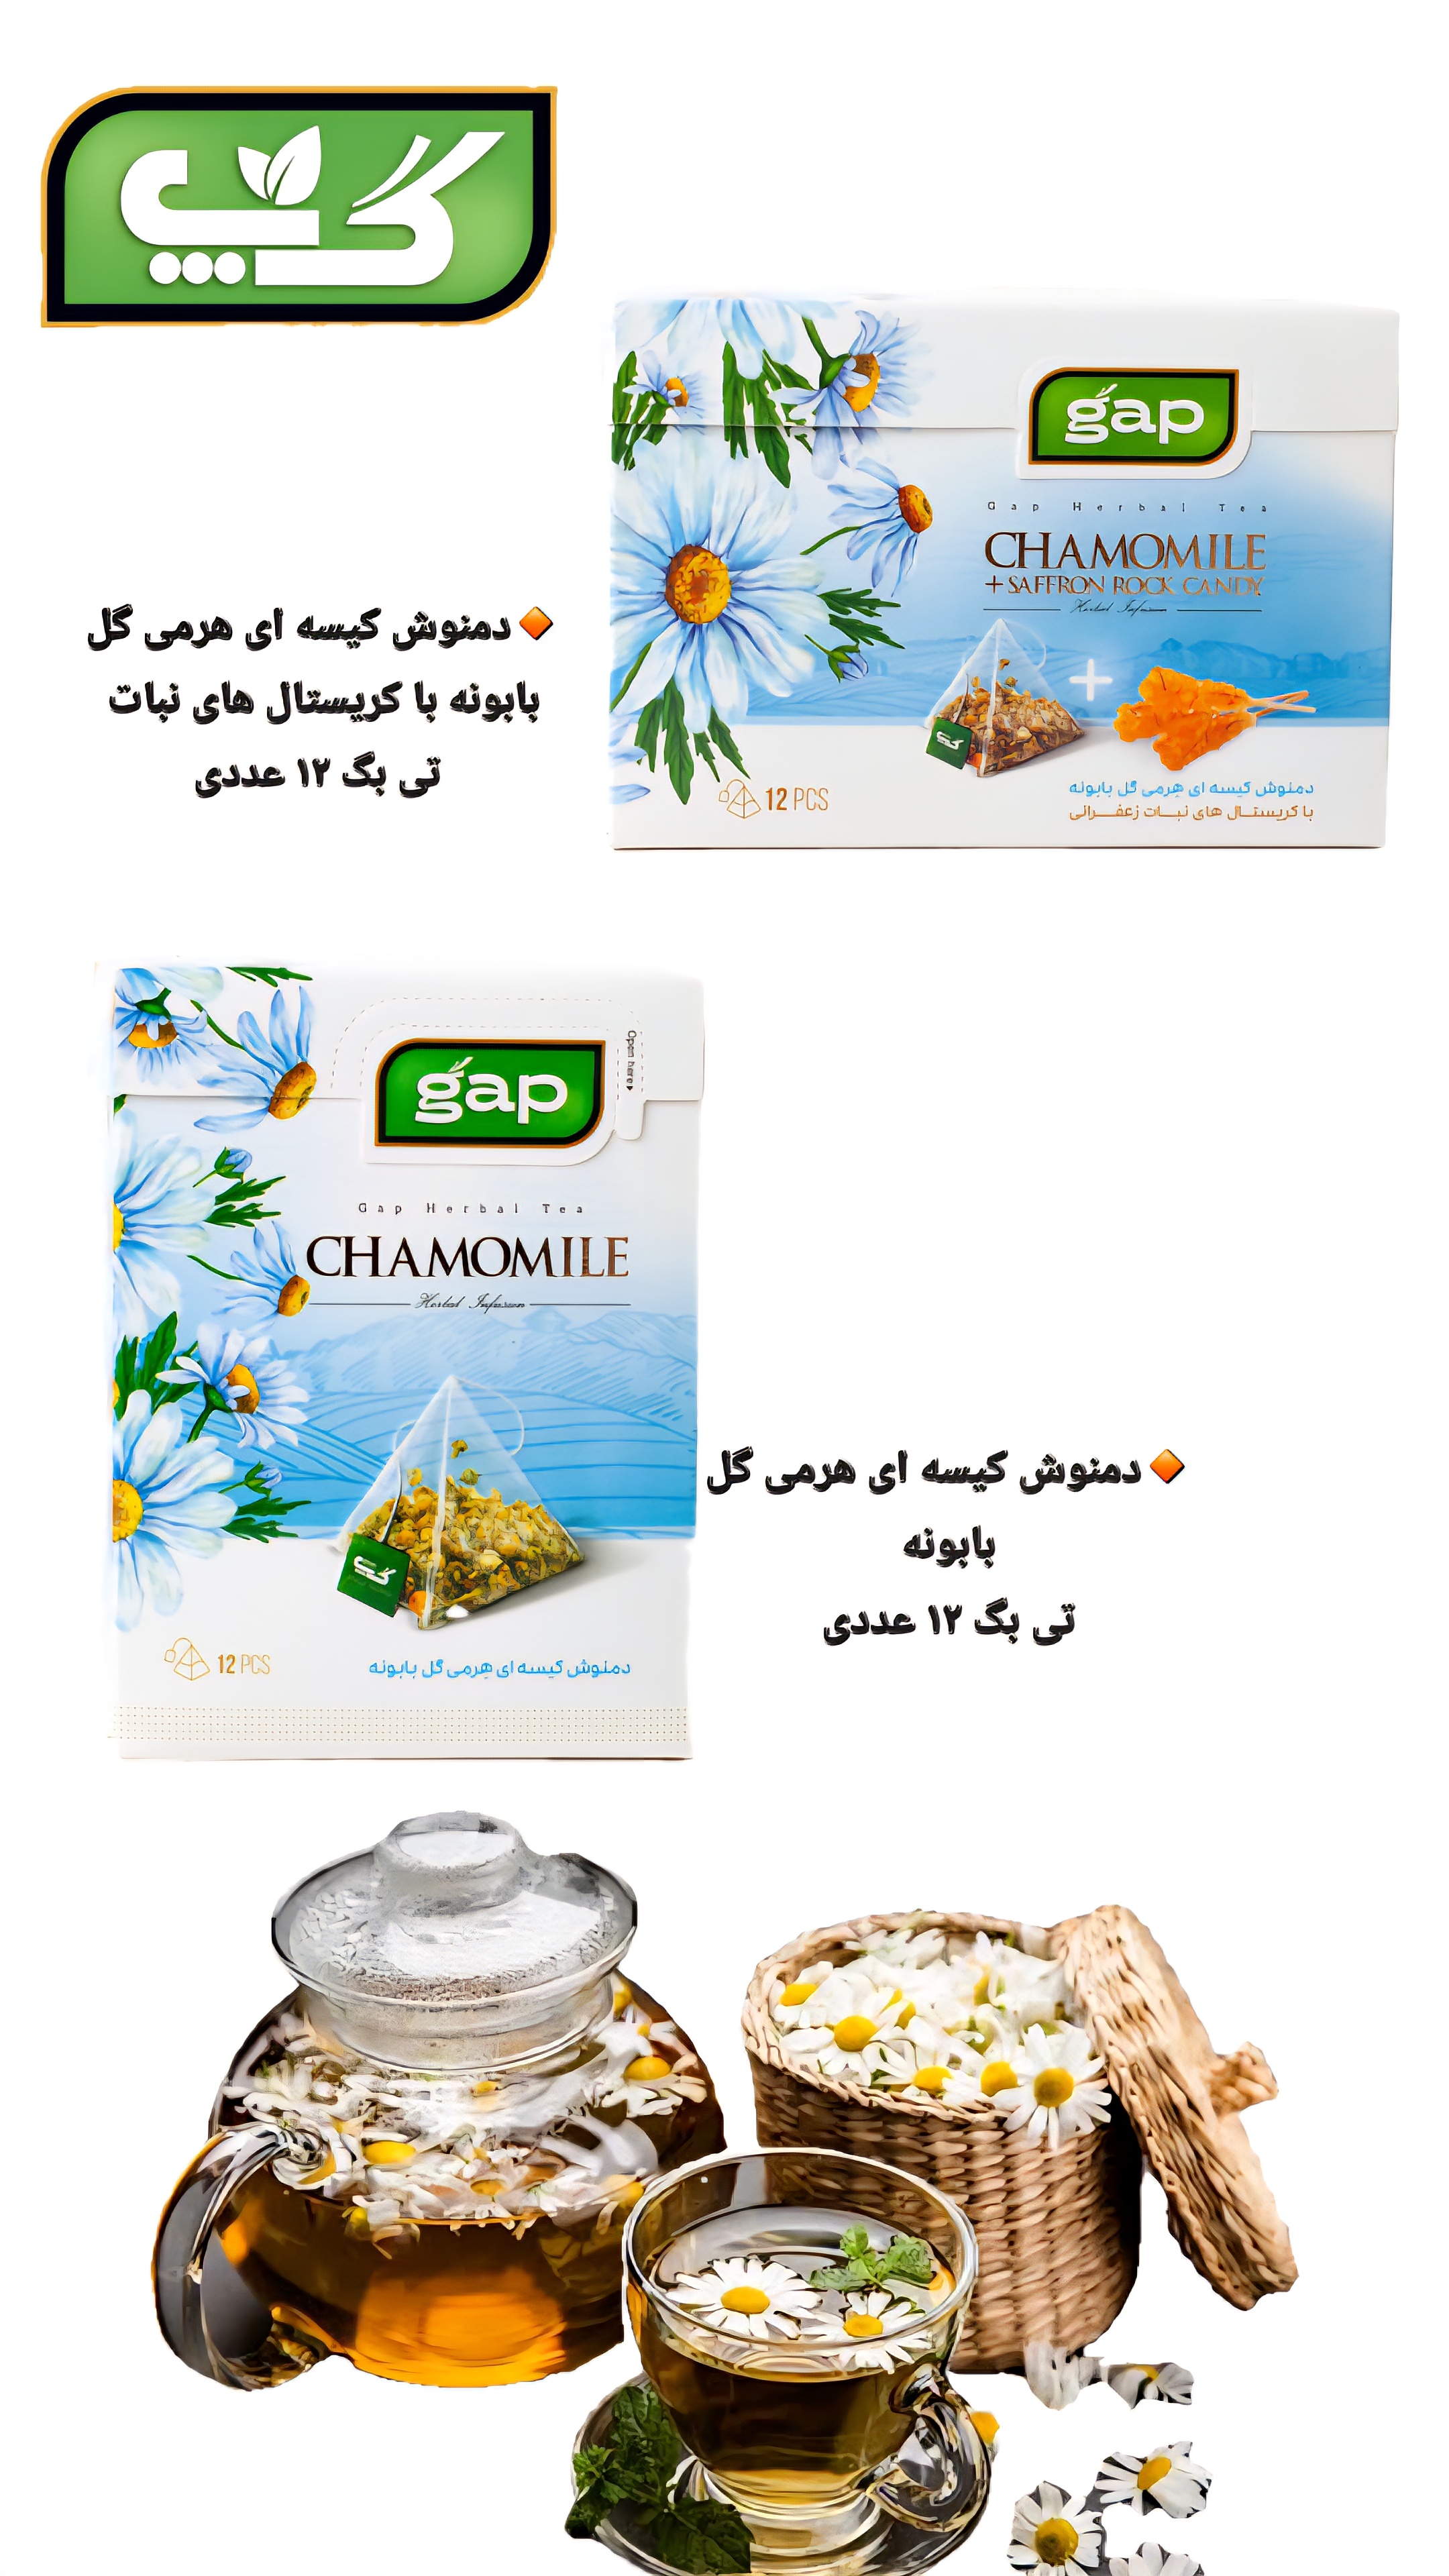 گپ
gap
Gap Herbal Tea
CHAMOMILE
+ SAFFRON ROCK CANDY
Herbal Infusion
گپ
12 PCS
دمنوش کیسه ای هرمی گل بابونه
با کریستال های نبات زعفرانی
🔸دمنوش کیسه ای هرمی گل
بابونه با کریستال های نبات
تی بگ ۱۲ عددی
Open here
gap
Gap Herbal Tea
CHAMOMILE
Herbal Infusion
گپ
12 PCS
دمنوش کیسه ای هرمی گل بابونه
🔸دمنوش کیسه ای هرمی گل
بابونه
تی بگ ۱۲ عددی